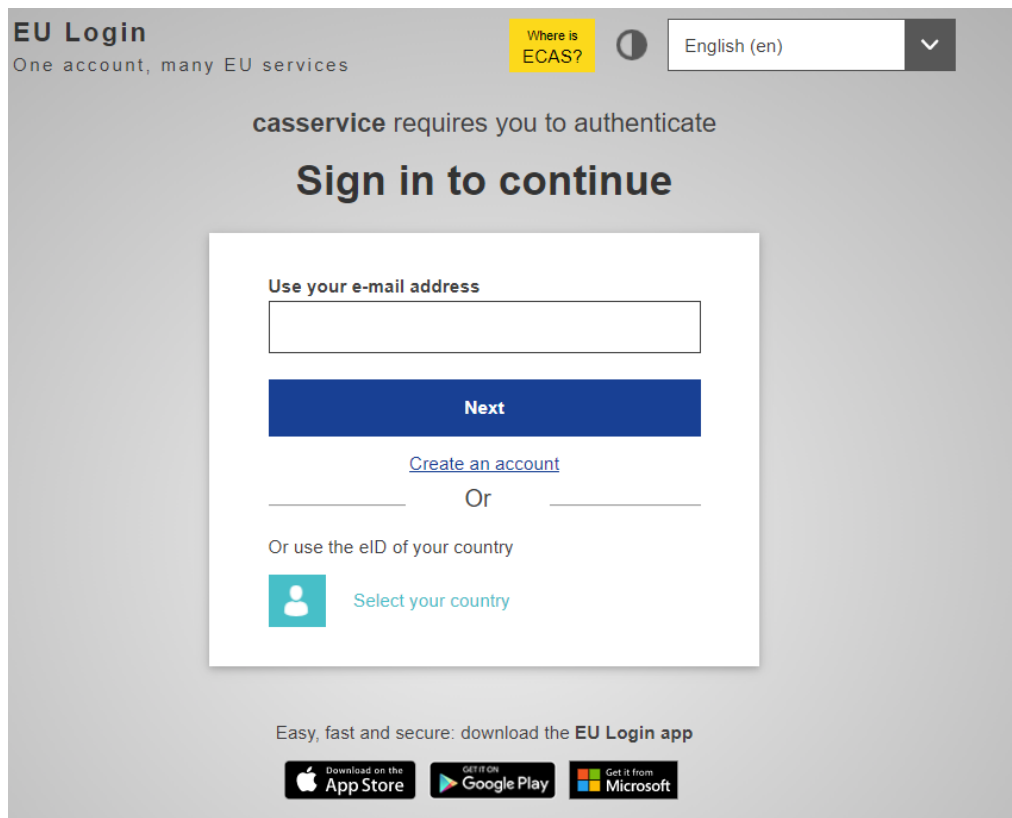 EU Login
One account, many EU services
Where is
ECAS?
English (en)
casservice requires you to authenticate
Sign in to continue
Use your e-mail address
Next
Create an account
Or
Or use the eID of your country
Select your country
Easy, fast and secure: download the EU Login app
Download on the
App Store
GET IT ON
Google Play
Get it from
Microsoft